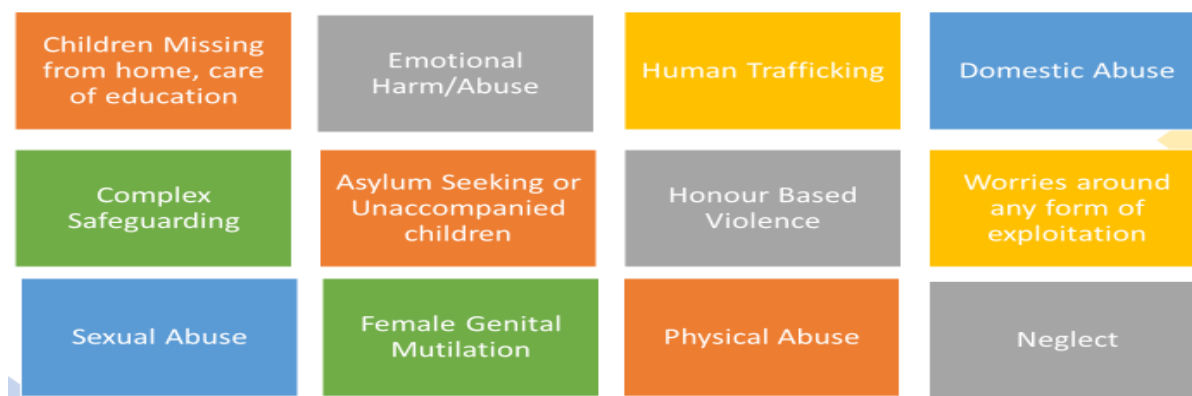 Children Missing
from home, care
of education
Emotional
Harm/Abuse
Human Trafficking
Domestic Abuse
Complex
Safeguarding
Asylum Seeking or
Unaccompanied
children
Honour Based
Violence
Worries around
any form of
exploitation
Sexual Abuse
Female Genital
Mutilation
Physical Abuse
Neglect